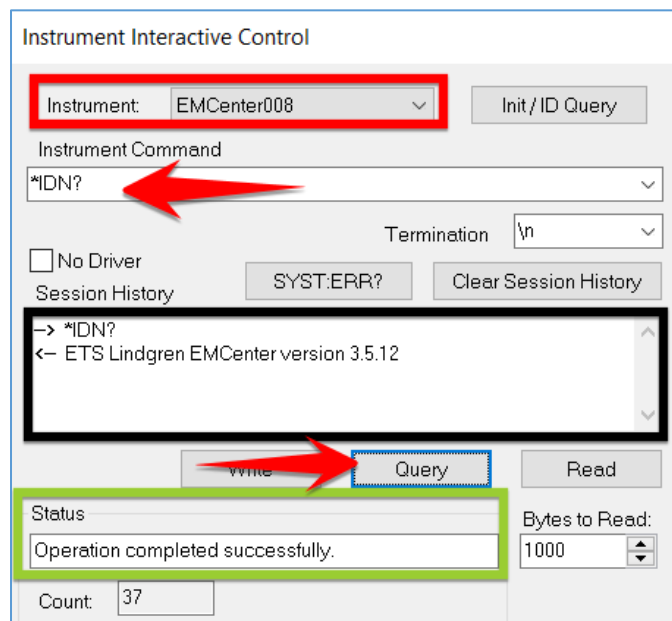 Instrument Interactive Control
Instrument: EMCenter008 Init / ID Query
Instrument Command
*IDN?
Termination \n
No Driver
SYST:ERR? Clear Session History
Session History
–> *IDN?
<– ETS Lindgren EMCenter version 3.5.12
Write Query Read
Status
Bytes to Read:
Operation completed successfully. 1000
Count: 37